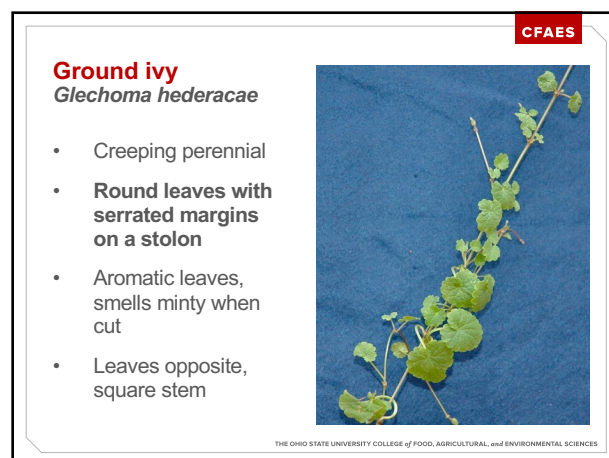 CFAES
Ground ivy
Glechoma hederacae
• Creeping perennial
• Round leaves with
serrated margins
on a stolon
• Aromatic leaves,
smells minty when
cut
• Leaves opposite,
square stem
THE OHIO STATE UNIVERSITY COLLEGE of FOOD, AGRICULTURAL, and ENVIRONMENTAL SCIENCES